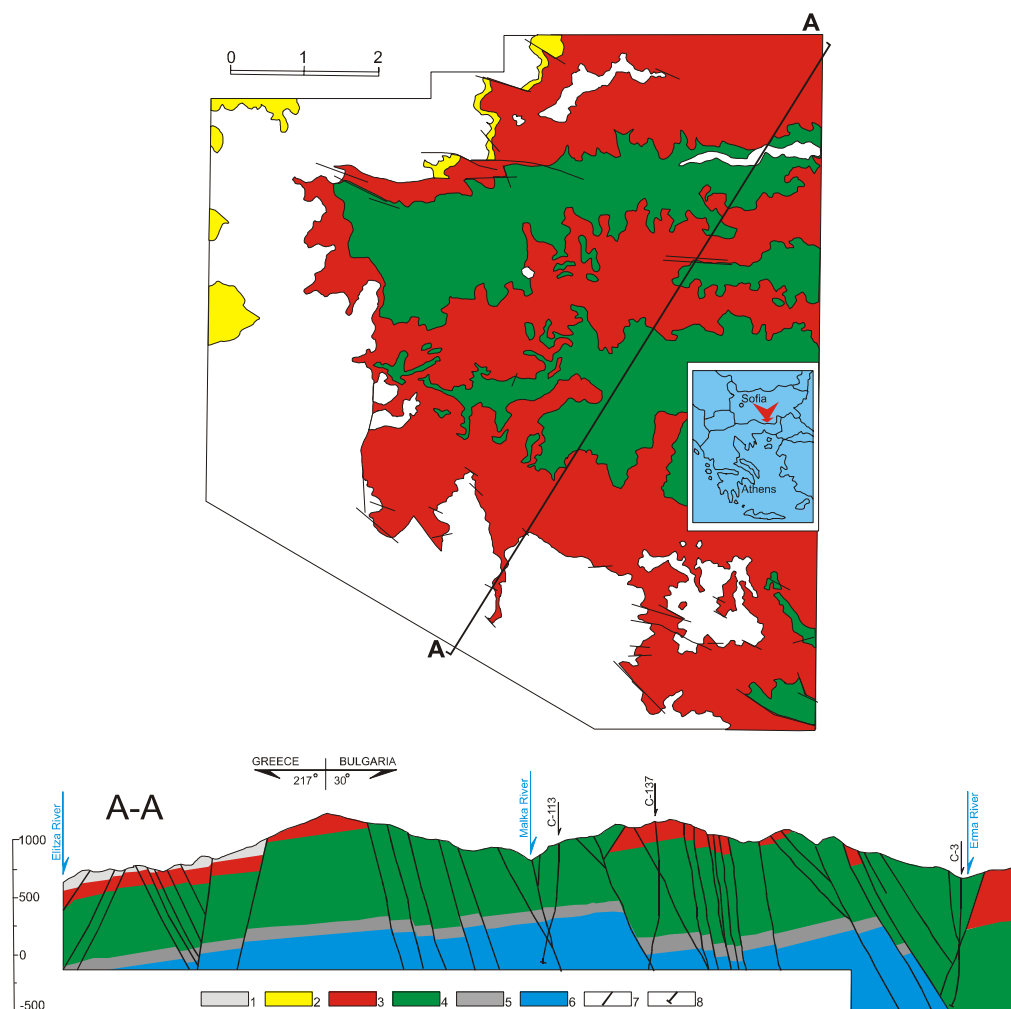 A
0 1 2
Sofia
Athens
A
GREECE BULGARIA
217° 30°
A-A
Elitza River
Malka River
C-113
C-137
C-3
Erma River
1000
500
0
-500
1 2 3 4 5 6 7 8